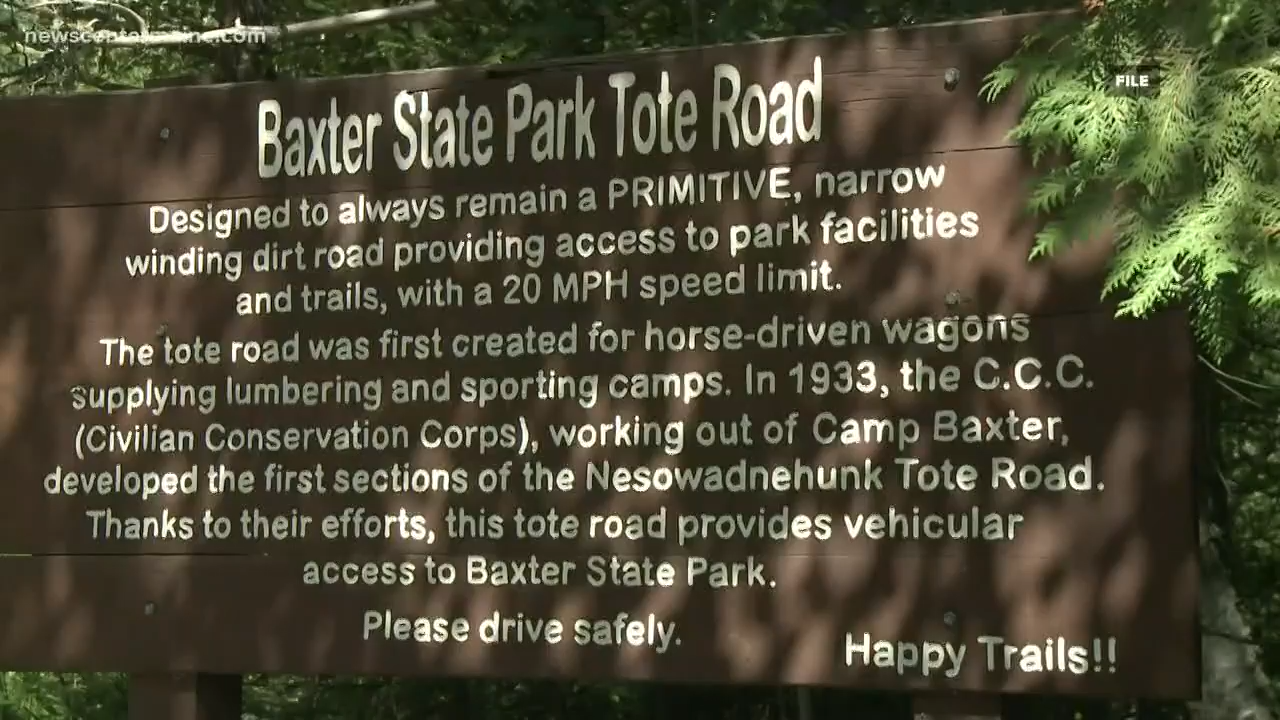 newscentermaine.com
FILE
Baxter State Park Tote Road
Designed to always remain a PRIMITIVE, narrow
winding dirt road providing access to park facilities
and trails, with a 20 MPH speed limit.
The tote road was first created for horse-driven wagons
supplying lumbering and sporting camps. In 1933, the C.C.C.
(Civilian Conservation Corps), working out of Camp Baxter,
developed the first sections of the Nesowadnehunk Tote Road.
Thanks to their efforts, this tote road provides vehicular
access to Baxter State Park.
Please drive safely.
Happy Trails!!